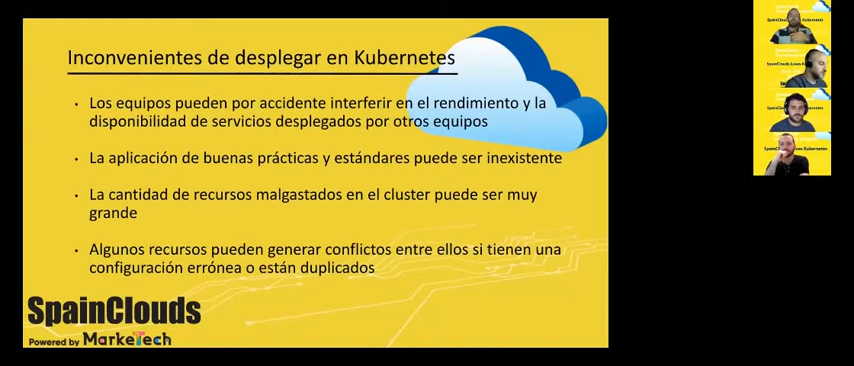 Inconvenientes de desplegar en Kubernetes
• Los equipos pueden por accidente interferir en el rendimiento y la
disponibilidad de servicios desplegados por otros equipos
• La aplicación de buenas prácticas y estándares puede ser inexistente
• La cantidad de recursos malgastados en el cluster puede ser muy
grande
• Algunos recursos pueden generar conflictos entre ellos si tienen una
configuración errónea o están duplicados
SpainClouds
Powered by MarkeTech